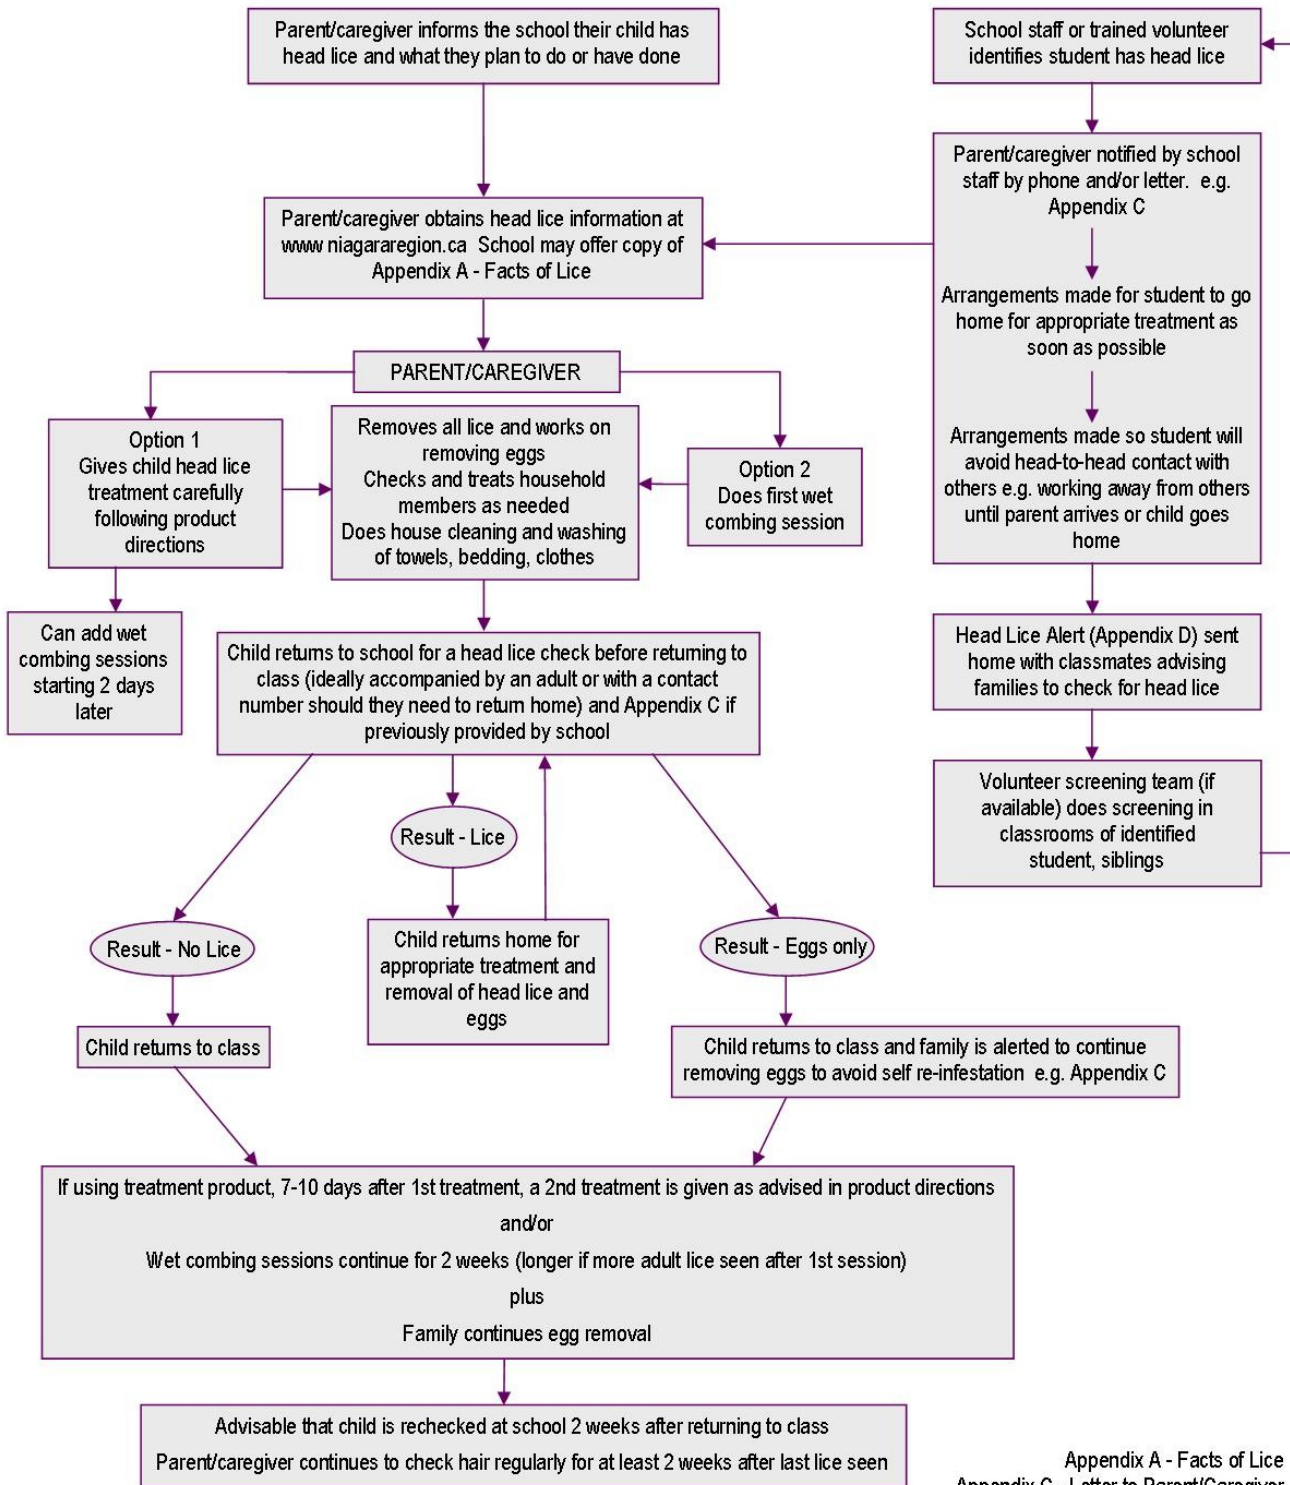 Parent/caregiver informs the school their child has
head lice and what they plan to do or have done
School staff or trained volunteer
identifies student has head lice
Parent/caregiver notified by school
staff by phone and/or letter.  e.g.
Appendix C
Arrangements made for student to go
home for appropriate treatment as
soon as possible
Arrangements made so student will
avoid head-to-head contact with
others e.g. working away from others
until parent arrives or child goes
home
Parent/caregiver obtains head lice information at
www.niagararegion.ca  School may offer copy of
Appendix A - Facts of Lice
PARENT/CAREGIVER
Option 1
Gives child head lice
treatment carefully
following product
directions
Removes all lice and works on
removing eggs
Checks and treats household
members as needed
Does house cleaning and washing
of towels, bedding, clothes
Option 2
Does first wet
combing session
Can add wet
combing sessions
starting 2 days
later
Child returns to school for a head lice check before returning to
class (ideally accompanied by an adult or with a contact
number should they need to return home) and Appendix C if
previously provided by school
Head Lice Alert (Appendix D) sent
home with classmates advising
families to check for head lice
Volunteer screening team (if
available) does screening in
classrooms of identified
student, siblings
Result - Lice
Result - No Lice
Child returns home for
appropriate treatment and
removal of head lice and
eggs
Result - Eggs only
Child returns to class
Child returns to class and family is alerted to continue
removing eggs to avoid self re-infestation  e.g. Appendix C
If using treatment product, 7-10 days after 1st treatment, a 2nd treatment is given as advised in product directions
and/or
Wet combing sessions continue for 2 weeks (longer if more adult lice seen after 1st session)
plus
Family continues egg removal
Advisable that child is rechecked at school 2 weeks after returning to class
Parent/caregiver continues to check hair regularly for at least 2 weeks after last lice seen
Appendix A - Facts of Lice
Appendix C - Letter to Parent/Caregiver